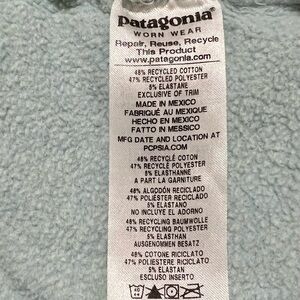 patagonia®
WORN WEAR
Repair, Reuse, Recycle
This Product
www.patagonia.com
48% RECYCLED COTTON
47% RECYCLED POLYESTER
5% ELASTANE
EXCLUSIVE OF TRIM
MADE IN MEXICO
FABRIQUÉ AU MEXIQUE
HECHO EN MÉXICO
FATTO IN MESSICO
MFG DATE AND LOCATION AT
PCPSIA.COM
48% RECYCLÉ COTON
47% RECYCLÉ POLYESTER
5% ELASTHANNE
A PART LA GARNITURE
48% ALGODÓN RECICLADO
47% POLIÉSTER RECICLADO
5% ELASTANO
NO INCLUYE EL ADORNO
48% RECYCLING BAUMWOLLE
47% RECYCLING POLYESTER
5% ELASTHAN
AUSGENOMMEN BESATZ
48% COTONE RICICLATO
47% POLIESTERE RICICLATO
5% ELASTAN
ESCLUSO INSERTO